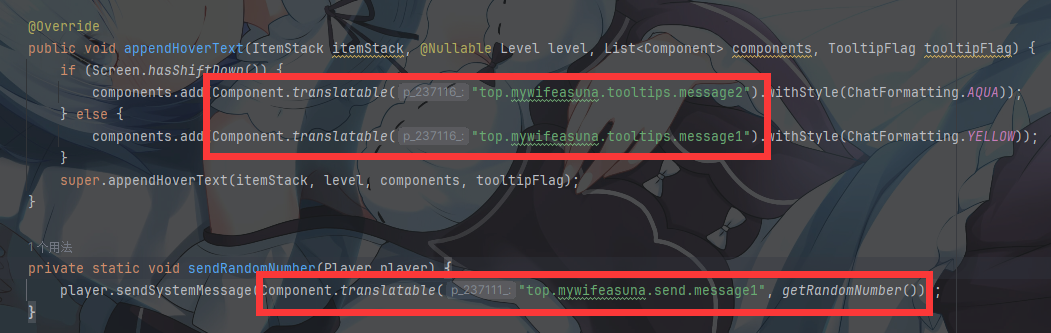 @Override
public void appendHoverText(ItemStack itemStack, @Nullable Level level, List<Component> components, TooltipFlag tooltipFlag) {
if (Screen.hasShiftDown()) {
components.add(Component.translatable( p_237116_: "top.mywifeasuna.tooltips.message2").withStyle(ChatFormatting.AQUA));
} else {
components.add(Component.translatable( p_237116_: "top.mywifeasuna.tooltips.message1").withStyle(ChatFormatting.YELLOW));
}
super.appendHoverText(itemStack, level, components, tooltipFlag);
}
1个用法
private static void sendRandomNumber(Player player) {
player.sendSystemMessage(Component.translatable( p_237111_: "top.mywifeasuna.send.message1", getRandomNumber()));
}